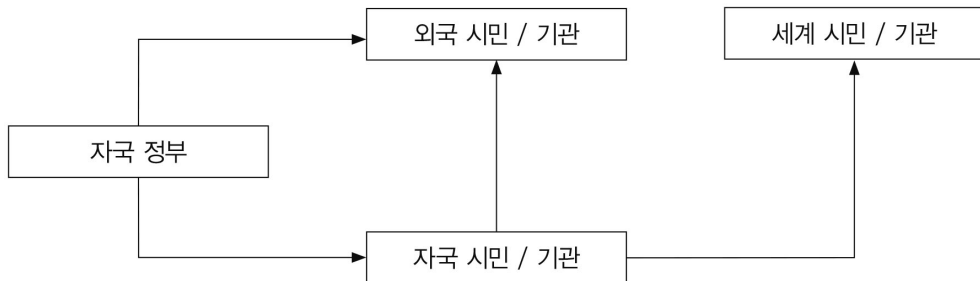 외국 시민 / 기관
세계 시민 / 기관
자국 정부
자국 시민 / 기관